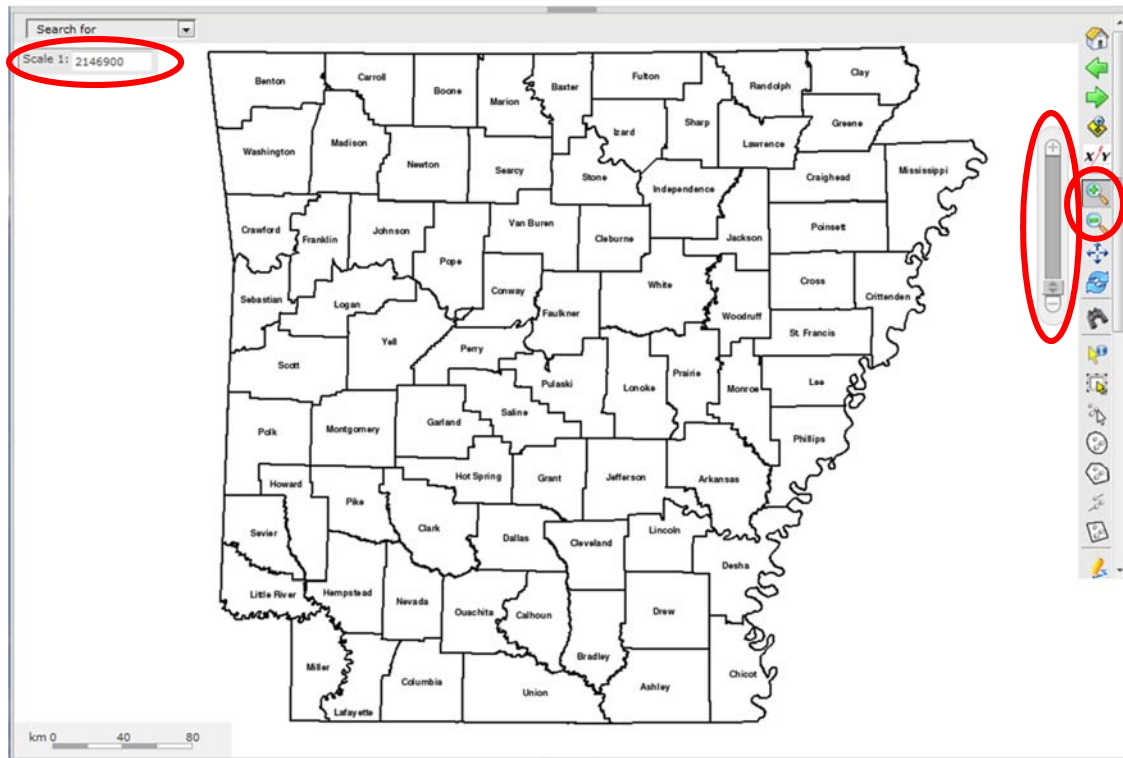 Search for
Scale 1: 2146900
Benton
Carroll
Boone
Marion
Baxter
Fulton
Randolph
Clay
Sharp
Greene
Izard
Lawrence
Washington
Madison
Newton
Searcy
Stone
Independence
Craighead
Mississippi
Crawford
Franklin
Johnson
Pope
Van Buren
Cleburne
Jackson
Poinsett
Sebastian
Logan
Conway
Faulkner
White
Woodruff
Cross
Crittenden
St. Francis
Yell
Perry
Scott
Pulaski
Lonoke
Prairie
Monroe
Lee
Polk
Montgomery
Garland
Saline
Phillips
Howard
Pike
Hot Spring
Grant
Jefferson
Arkansas
Sevier
Clark
Dallas
Cleveland
Lincoln
Desha
Little River
Hempstead
Nevada
Ouachita
Calhoun
Drew
Bradley
Miller
Lafayette
Columbia
Union
Ashley
Chicot
X/Y
km 0 40 80